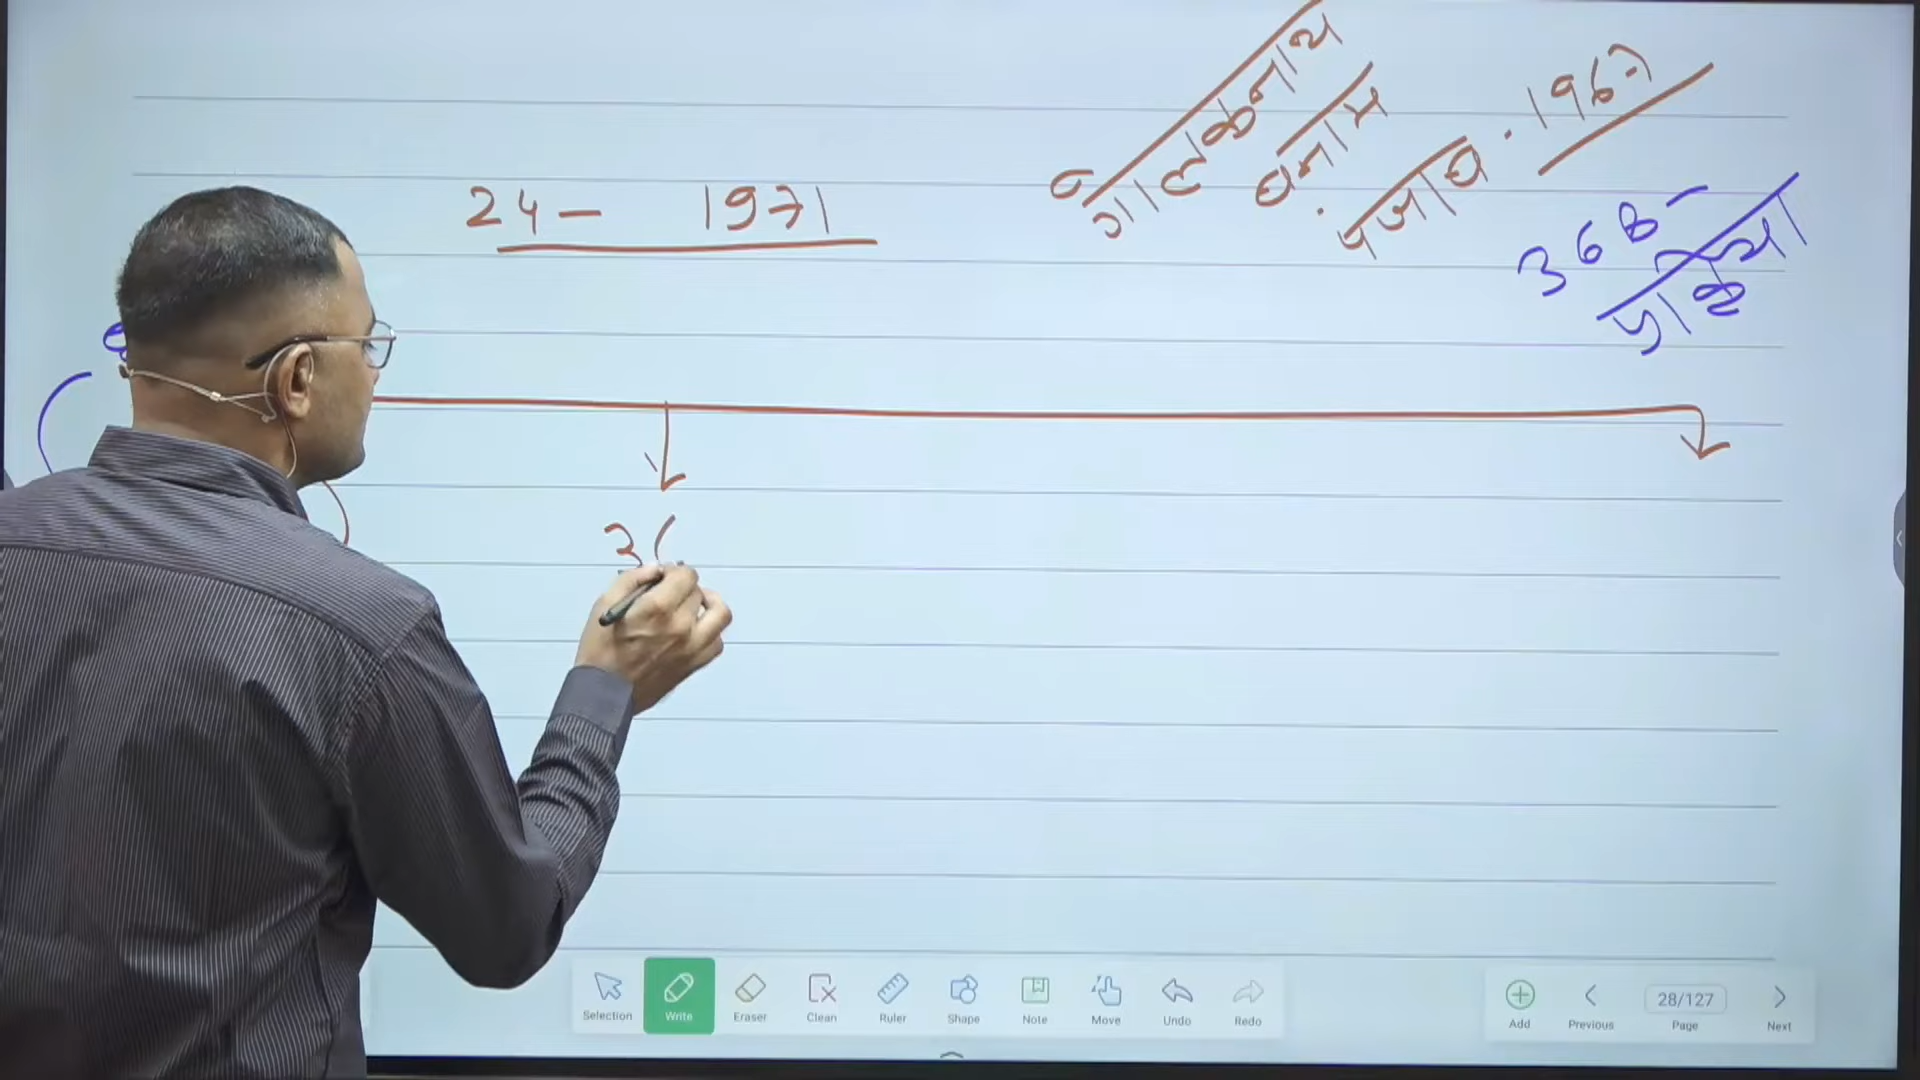 24 - 1971
गोलकनाथ
बनाम
पंजाब. 1967
368 -
प्रक्रिया
3(
Selection
Write
Eraser
Clean
Ruler
Shape
Note
Move
Undo
Redo
Add
Previous
28/127
Page
Next